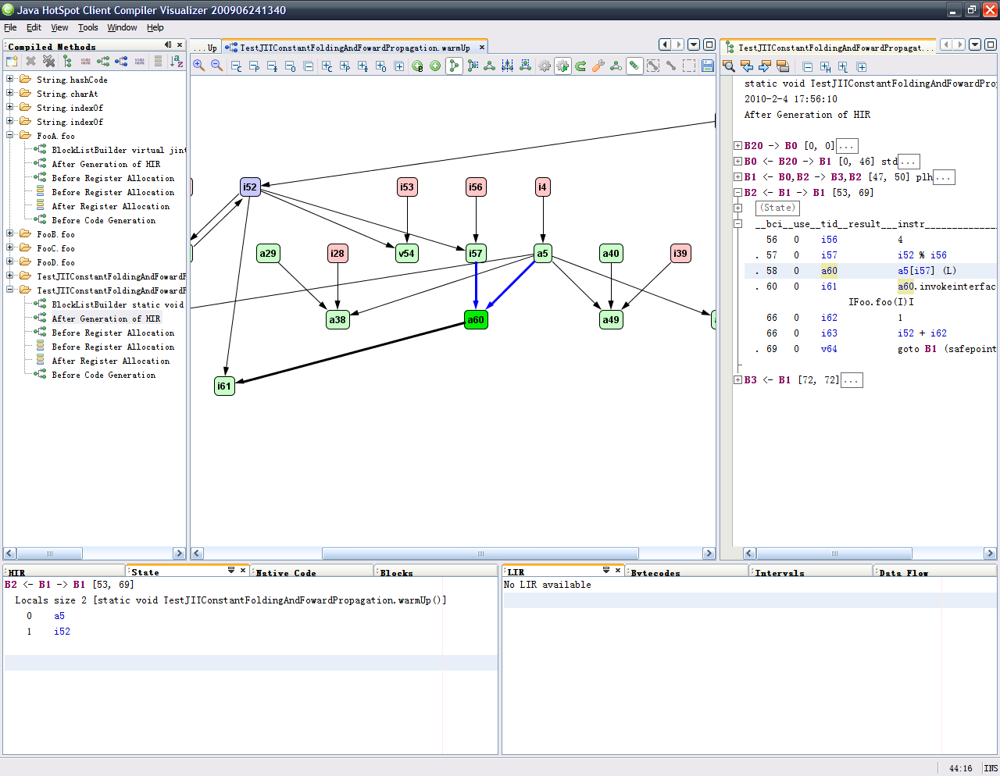 Java HotSpot Client Compiler Visualizer 200906241340
File Edit View Tools Window Help
Compiled Methods
String.hashCode
String.charAt
String.indexOf
String.indexOf
FooA.foo
BlockListBuilder virtual jint
After Generation of HIR
Before Register Allocation
Before Register Allocation
After Register Allocation
Before Code Generation
FooB.foo
FooC.foo
FooD.foo
TestJITConstantFoldingAndFowardP
TestJITConstantFoldingAndFowardP
BlockListBuilder static void
After Generation of HIR
Before Register Allocation
Before Register Allocation
After Register Allocation
Before Code Generation
...Up
TestJITConstantFoldingAndFowardPropagation.warmUp
i52 i53 i56 i4
a29 i28 v54 i57 a5 a40 i39
a38 a60 a49
i61
TestJITConstantFoldingAndFowardPropagat...
static void TestJITConstantFoldingAndFowardPro
2010-2-4 17:56:10
After Generation of HIR
B20 -> B0 [0, 0]...
B0 <- B20 -> B1 [0, 46] std...
B1 <- B0,B2 -> B3,B2 [47, 50] plh...
B2 <- B1 -> B1 [53, 69]
(State)
__bci__use__tid__result___instr_____________
56 0 i56 4
. 57 0 i57 i52 % i56
. 58 0 a60 a5[i57] (L)
. 60 0 i61 a60.invokeinterfac
IFoo.foo(I)I
66 0 i62 1
66 0 i63 i52 + i62
. 69 0 v64 goto B1 (safepoint
B3 <- B1 [72, 72]...
HIR State Native Code Blocks
B2 <- B1 -> B1 [53, 69]
Locals size 2 [static void TestJITConstantFoldingAndFowardPropagation.warmUp()]
0 a5
1 i52
LIR Bytecodes Intervals Data Flow
No LIR available
44:16 INS